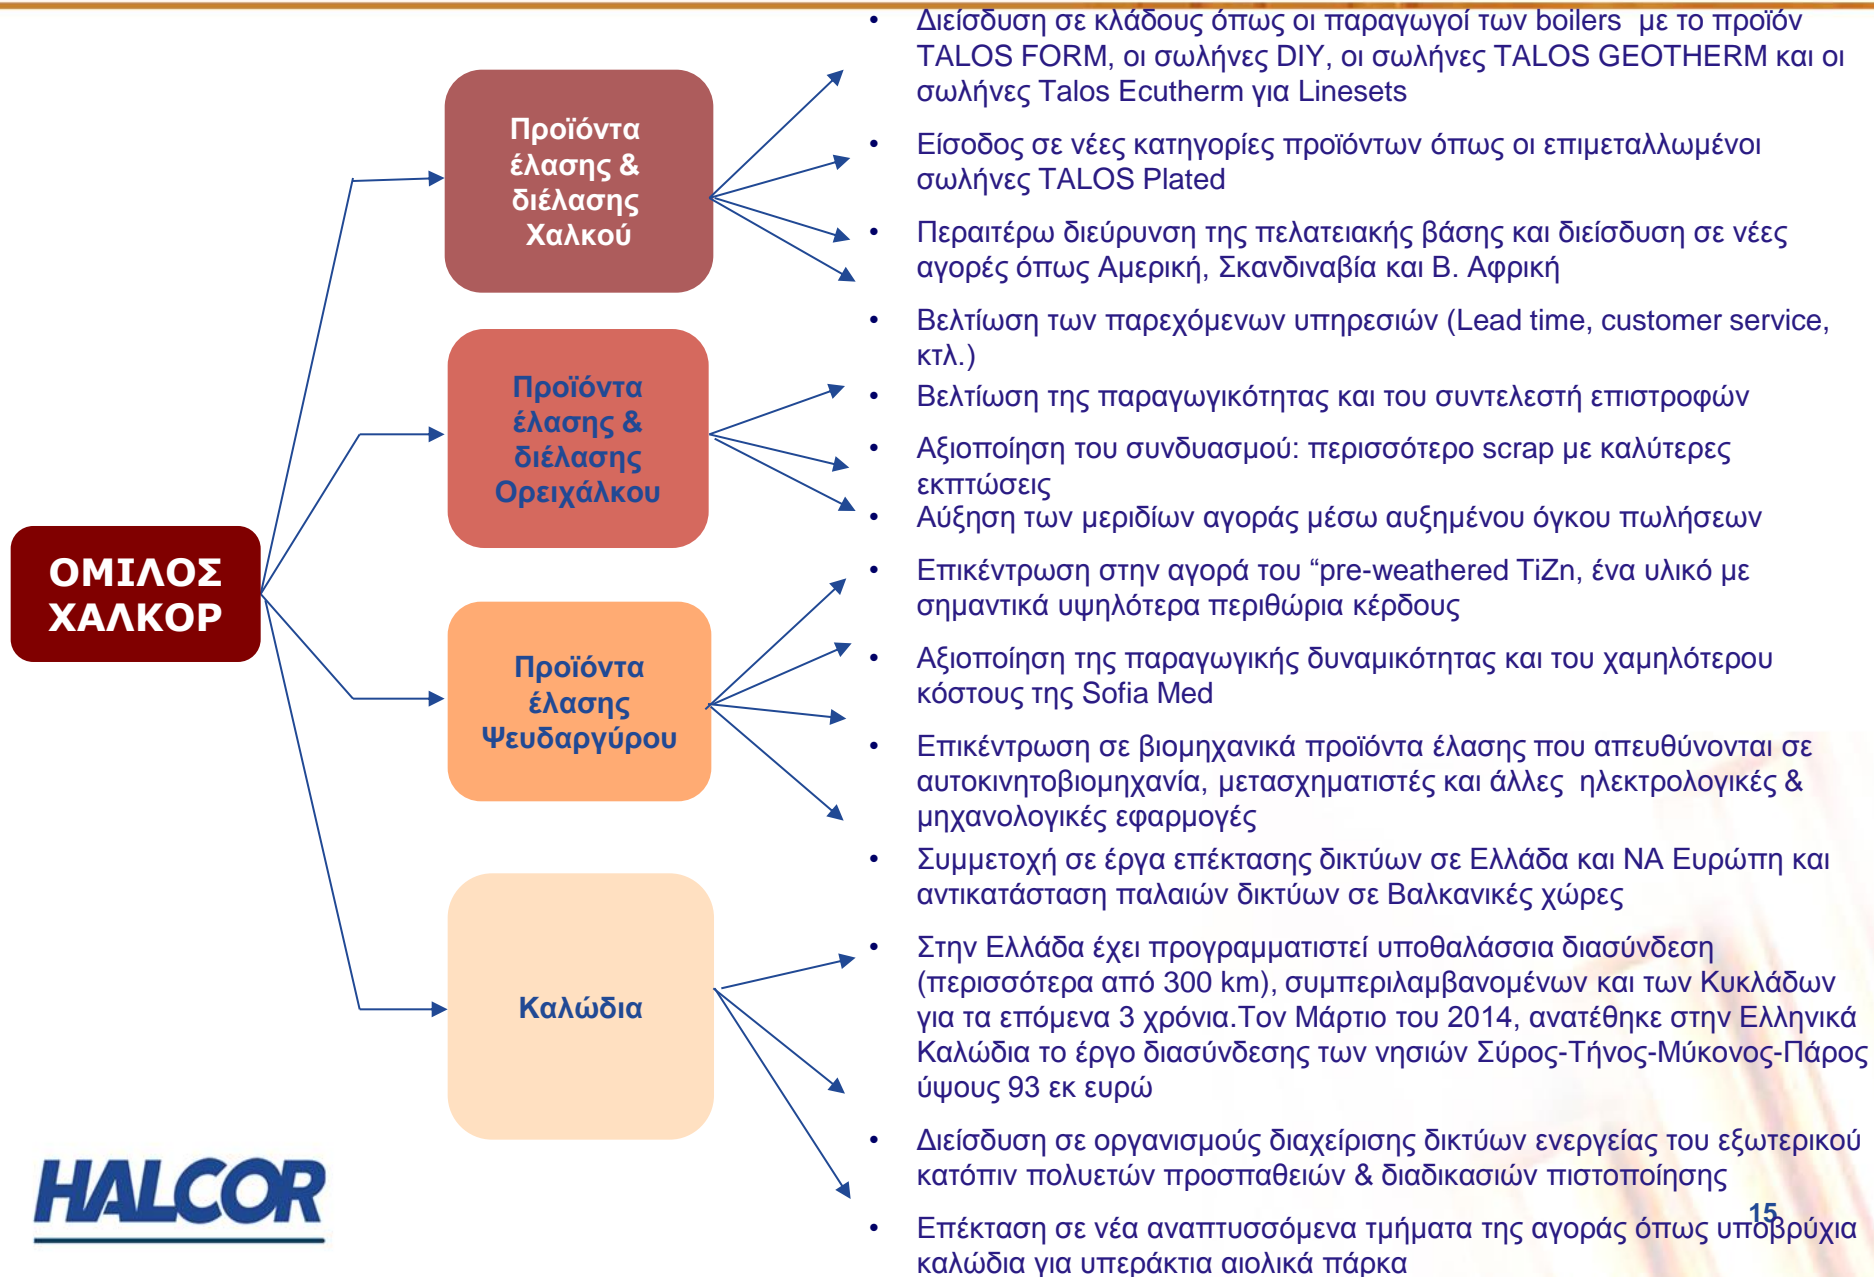 ΟΜΙΛΟΣ
ΧΑΛΚΟΡ
Προϊόντα
έλασης &
διέλασης
Χαλκού
Προϊόντα
έλασης &
διέλασης
Ορειχάλκου
Προϊόντα
έλασης
Ψευδαργύρου
Καλώδια
• Διείσδυση σε κλάδους όπως οι παραγωγοί των boilers με το προϊόν
TALOS FORM, οι σωλήνες DIY, οι σωλήνες TALOS GEOTHERM και οι
σωλήνες Talos Ecutherm για Linesets
• Είσοδος σε νέες κατηγορίες προϊόντων όπως οι επιμεταλλωμένοι
σωλήνες TALOS Plated
• Περαιτέρω διεύρυνση της πελατειακής βάσης και διείσδυση σε νέες
αγορές όπως Αμερική, Σκανδιναβία και Β. Αφρική
• Βελτίωση των παρεχόμενων υπηρεσιών (Lead time, customer service,
κτλ.)
• Βελτίωση της παραγωγικότητας και του συντελεστή επιστροφών
• Αξιοποίηση του συνδυασμού: περισσότερο scrap με καλύτερες
εκπτώσεις
• Αύξηση των μεριδίων αγοράς μέσω αυξημένου όγκου πωλήσεων
• Επικέντρωση στην αγορά του “pre-weathered TiZn, ένα υλικό με
σημαντικά υψηλότερα περιθώρια κέρδους
• Αξιοποίηση της παραγωγικής δυναμικότητας και του χαμηλότερου
κόστους της Sofia Med
• Επικέντρωση σε βιομηχανικά προϊόντα έλασης που απευθύνονται σε
αυτοκινητοβιομηχανία, μετασχηματιστές και άλλες ηλεκτρολογικές &
μηχανολογικές εφαρμογές
• Συμμετοχή σε έργα επέκτασης δικτύων σε Ελλάδα και ΝΑ Ευρώπη και
αντικατάσταση παλαιών δικτύων σε Βαλκανικές χώρες
• Στην Ελλάδα έχει προγραμματιστεί υποθαλάσσια διασύνδεση
(περισσότερα από 300 km), συμπεριλαμβανομένων και των Κυκλάδων
για τα επόμενα 3 χρόνια.Τον Μάρτιο του 2014, ανατέθηκε στην Ελληνικά
Καλώδια το έργο διασύνδεσης των νησιών Σύρος-Τήνος-Μύκονος-Πάρος
ύψους 93 εκ ευρώ
• Διείσδυση σε οργανισμούς διαχείρισης δικτύων ενεργείας του εξωτερικού
κατόπιν πολυετών προσπαθειών & διαδικασιών πιστοποίησης
• Επέκταση σε νέα αναπτυσσόμενα τμήματα της αγοράς όπως υποβρύχια
καλώδια για υπεράκτια αιολικά πάρκα
HALCOR
15